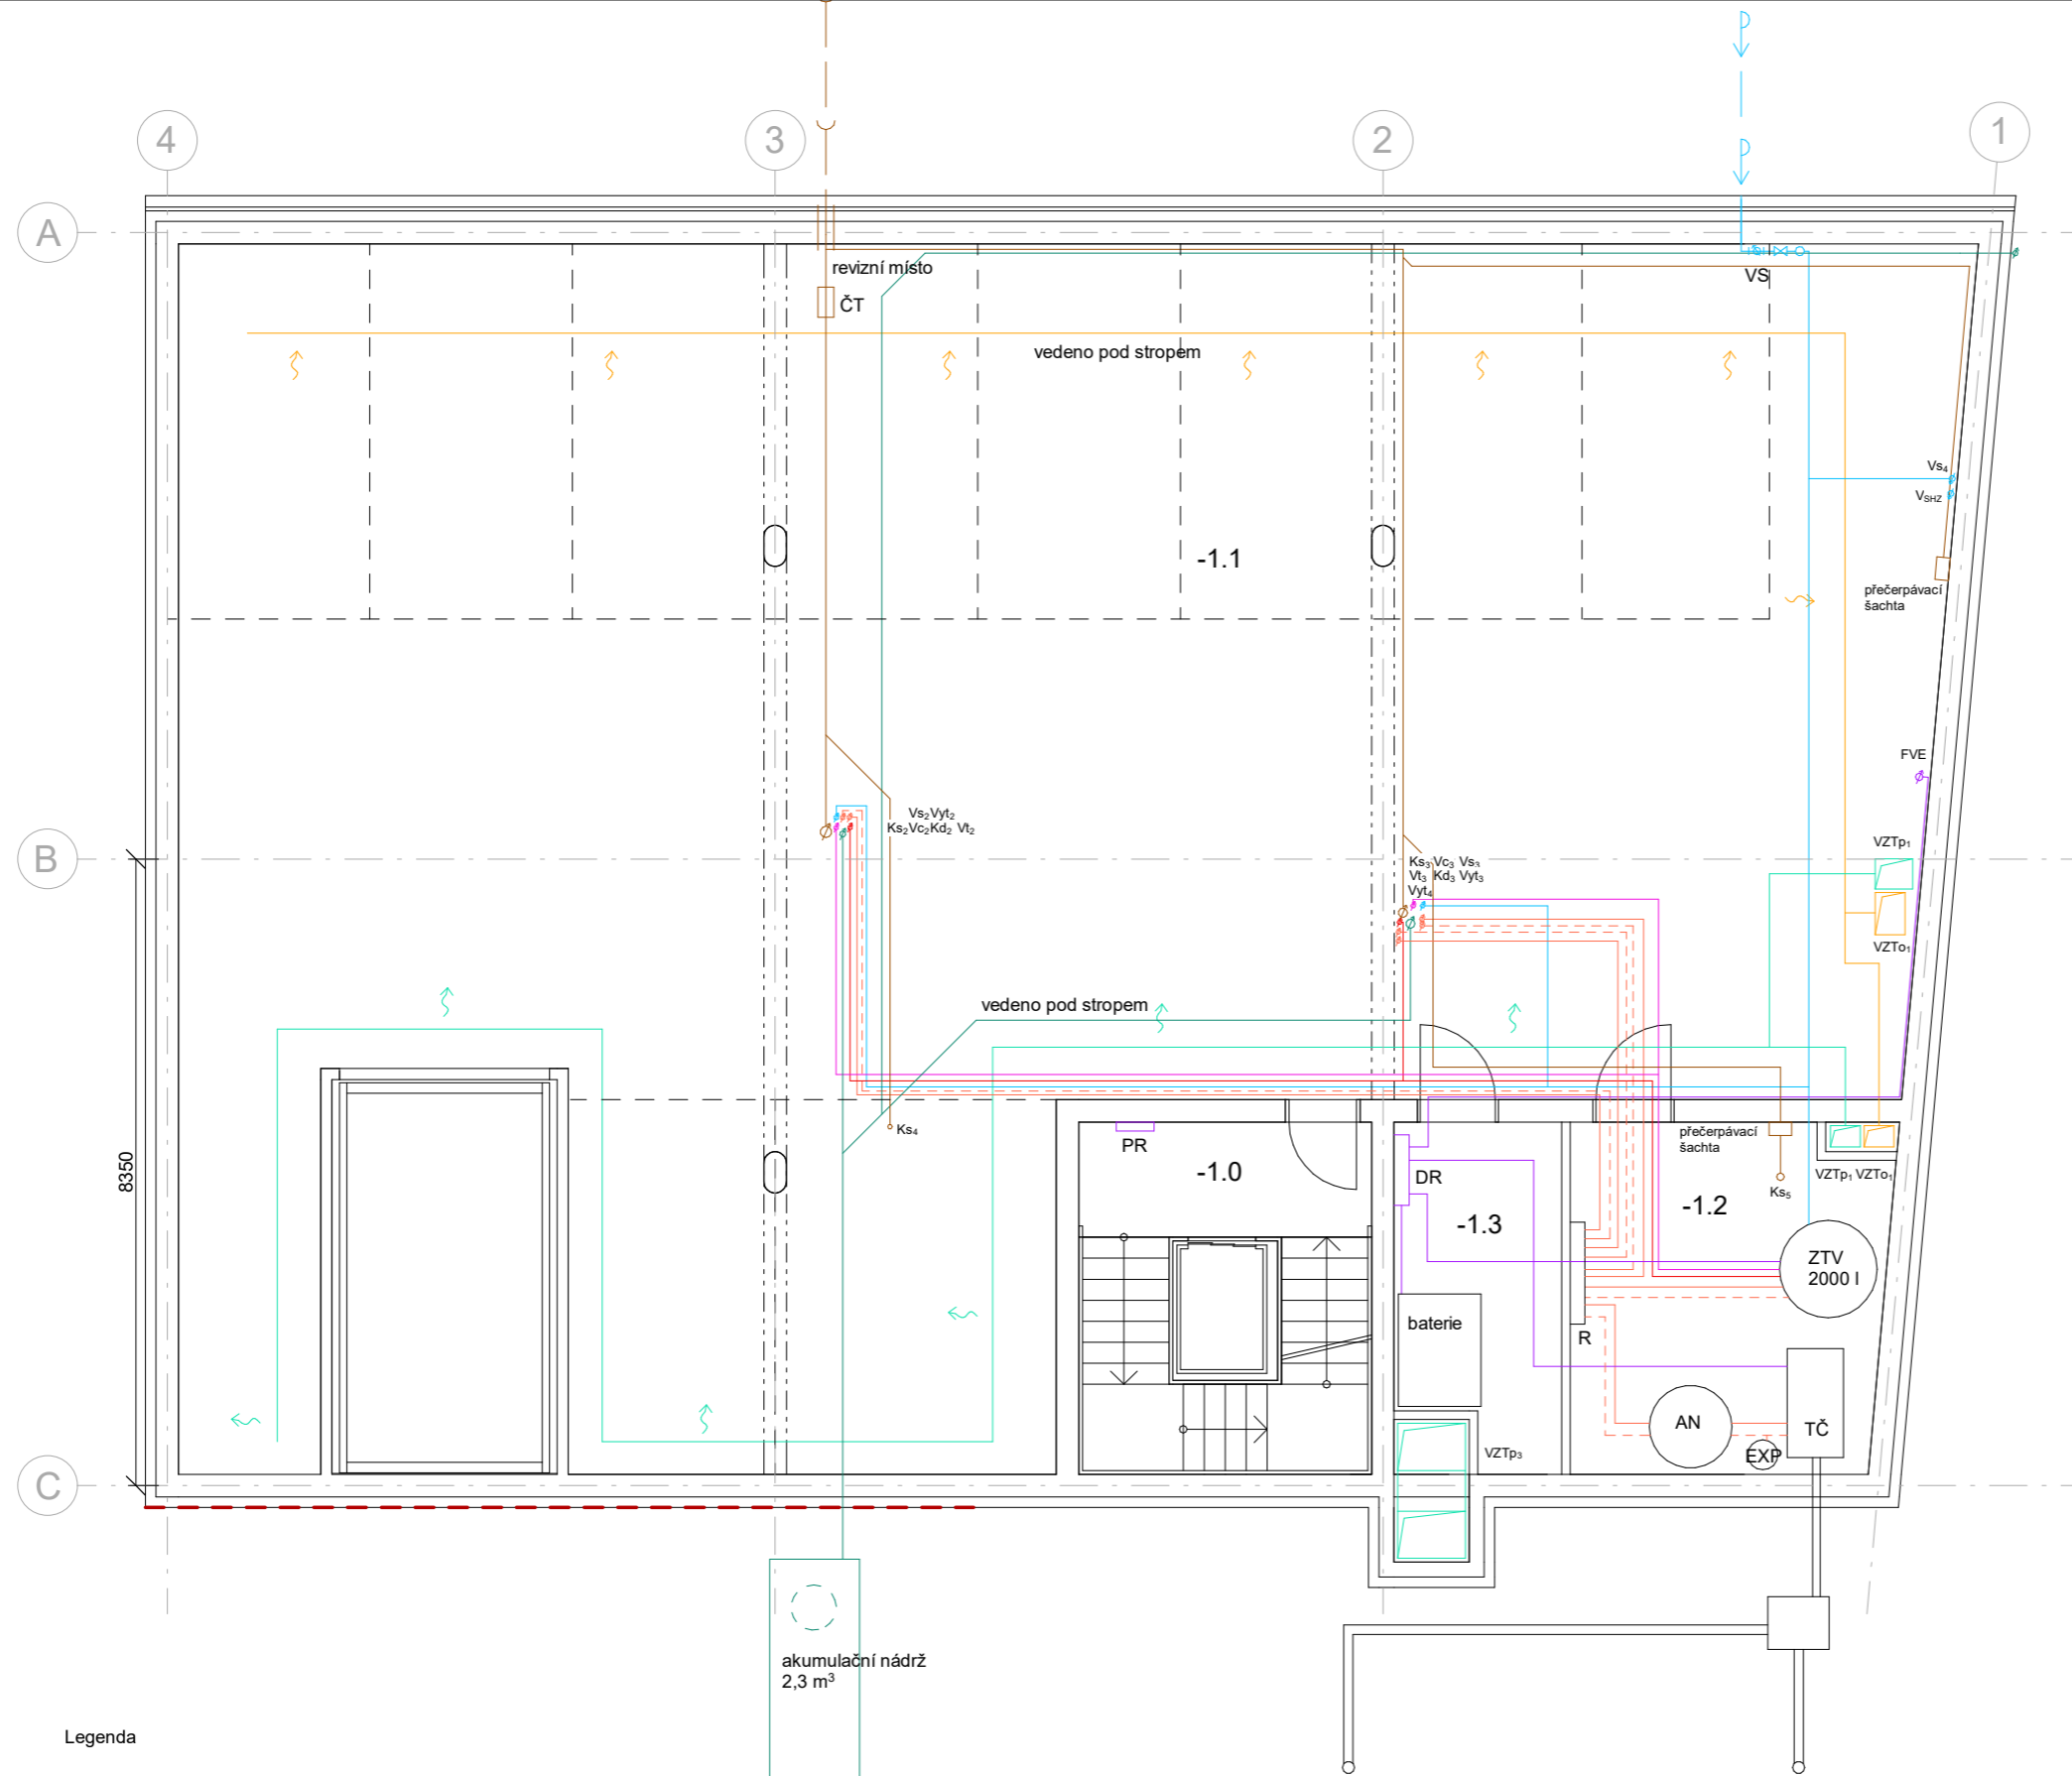 4
3
2
1
A
revizní místo
ČT
VS
vedeno pod stropem
Vs₄
V_SHZ
-1.1
přečerpávací
šachta
FVE
Vs₂Vyt₂
Ks₂Vc₂Kd₂ Vt₂
VZTp₁
B
Ks₃ Vc₃ Vs₃
Vt₃ Kd₃ Vyt₃
Vyt₄
VZTo₁
vedeno pod stropem
Ks₄
PR
-1.0
DR
-1.3
přečerpávací
šachta
Ks₅
-1.2
VZTp₁ VZTo₁
8350
ZTV
2000 l
baterie
R
AN
TČ
EXP
VZTp₃
C
akumulační nádrž
2,3 m³
Legenda